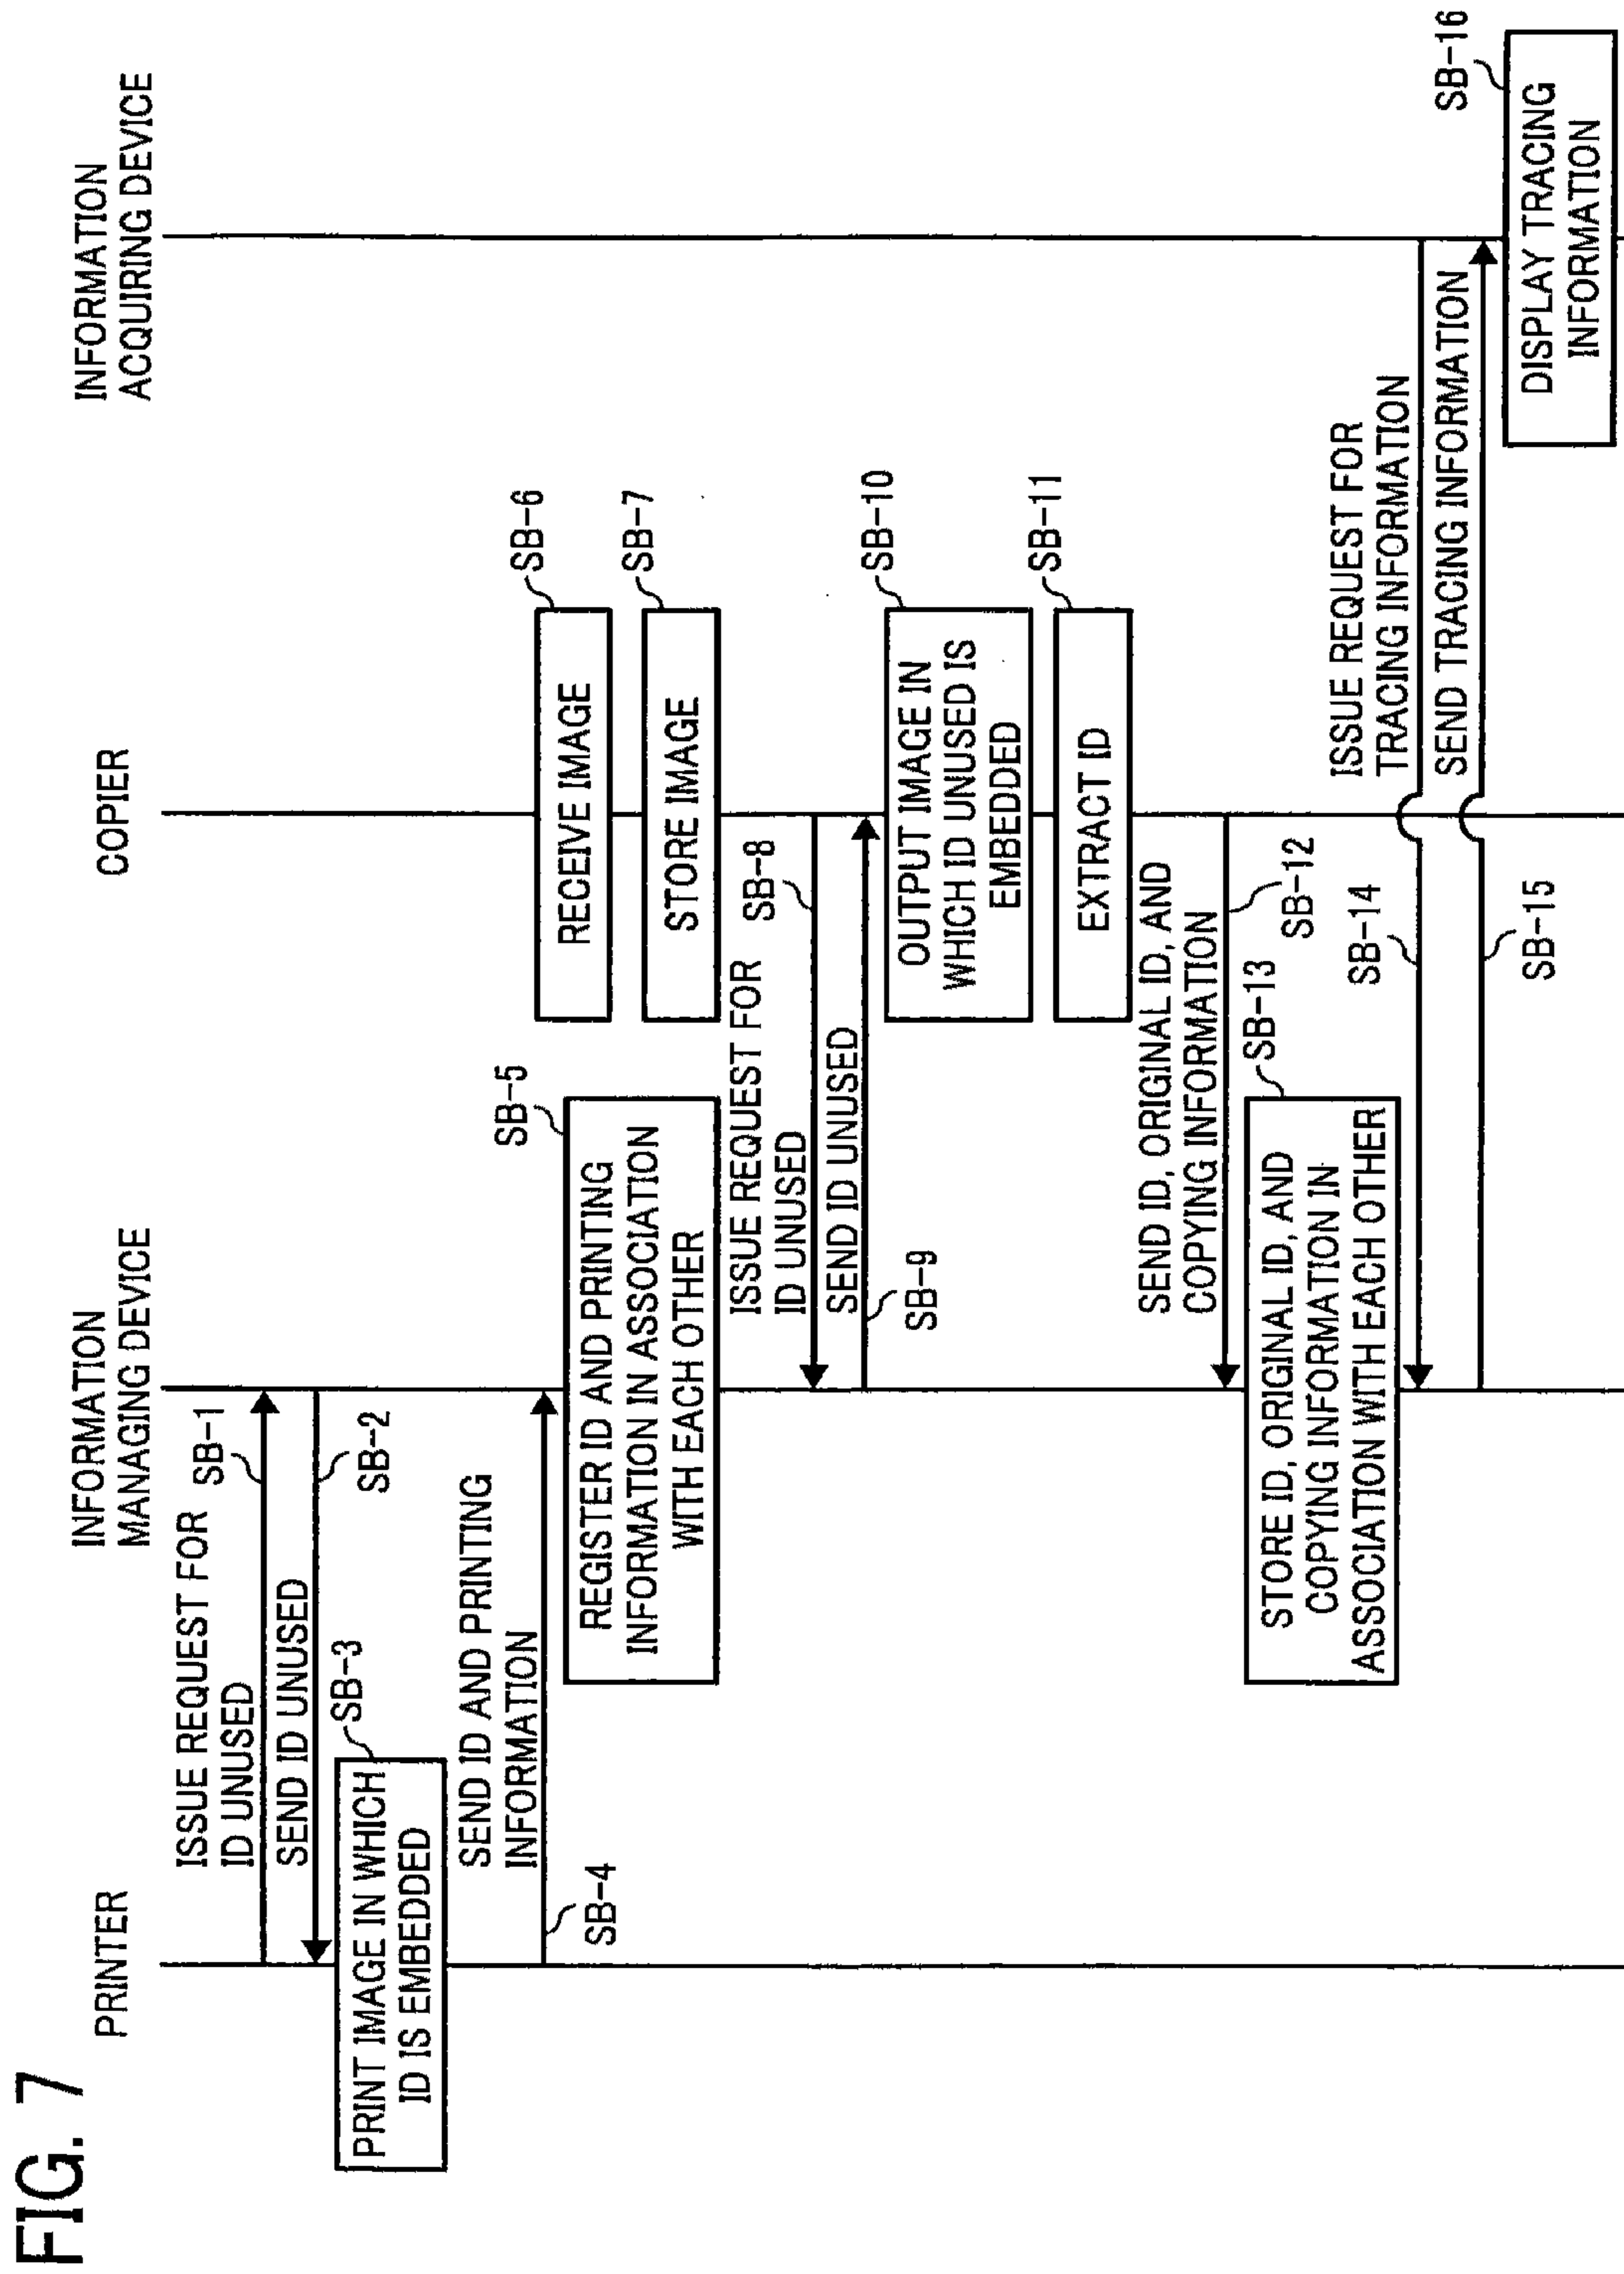 FIG. 7
PRINTER
INFORMATION
MANAGING DEVICE
COPIER
INFORMATION
ACQUIRING DEVICE
ISSUE REQUEST FOR
ID UNUSED
SB-1
SEND ID UNUSED
SB-2
PRINT IMAGE IN WHICH
ID IS EMBEDDED
SB-3
SEND ID AND PRINTING
INFORMATION
SB-4
REGISTER ID AND PRINTING
INFORMATION IN ASSOCIATION
WITH EACH OTHER
SB-5
RECEIVE IMAGE
SB-6
STORE IMAGE
SB-7
ISSUE REQUEST FOR
ID UNUSED
SB-8
SEND ID UNUSED
SB-9
OUTPUT IMAGE IN
WHICH ID UNUSED IS
EMBEDDED
SB-10
EXTRACT ID
SB-11
SEND ID, ORIGINAL ID, AND
COPYING INFORMATION
SB-12
STORE ID, ORIGINAL ID, AND
COPYING INFORMATION IN
ASSOCIATION WITH EACH OTHER
SB-13
ISSUE REQUEST FOR
TRACING INFORMATION
SB-14
SEND TRACING INFORMATION
SB-15
DISPLAY TRACING
INFORMATION
SB-16